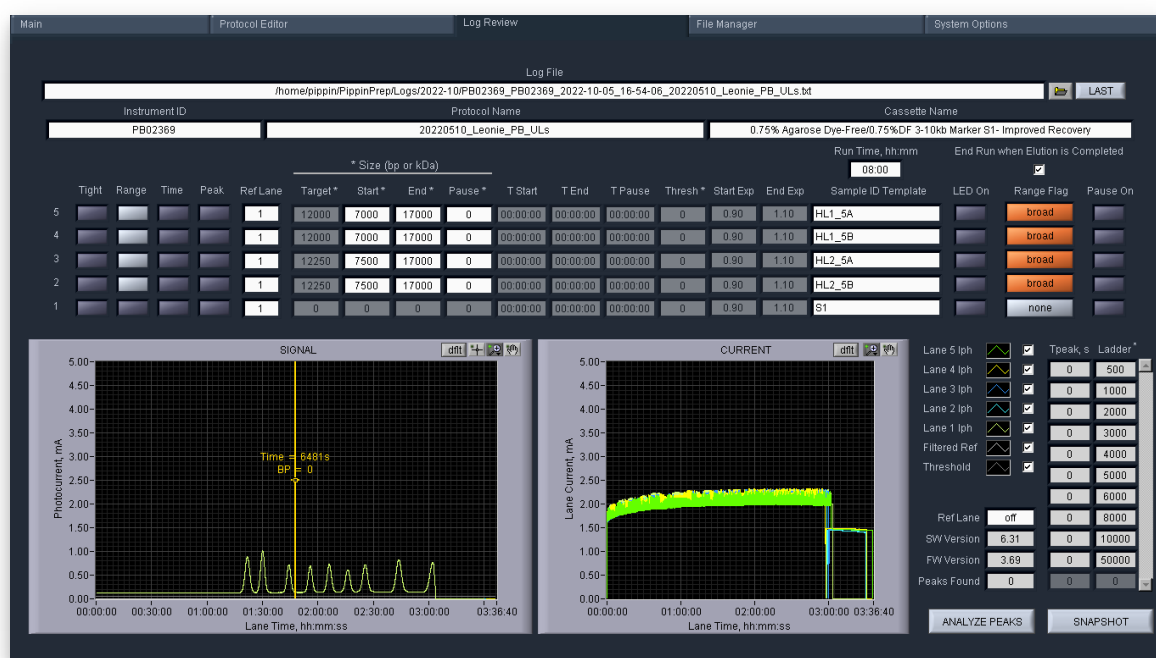 Main Protocol Editor Log Review File Manager System Options
Log File
/home/pippin/PippinPrep/Logs/2022-10/PB02369_PB02369_2022-10-05_16-54-06_20220510_Leonie_PB_ULs.txt LAST
Instrument ID Protocol Name Cassette Name
PB02369 20220510_Leonie_PB_ULs 0.75% Agarose Dye-Free/0.75%DF 3-10kb Marker S1- Improved Recovery
Run Time, hh:mm End Run when Elution is Completed
* Size (bp or kDa) 08:00
Tight Range Time Peak Ref Lane Target * Start * End * Pause * T Start T End T Pause Thresh * Start Exp End Exp Sample ID Template LED On Range Flag Pause On
5 1 12000 7000 17000 0 00:00:00 00:00:00 00:00:00 0 0.90 1.10 HL1_5A broad
4 1 12000 7000 17000 0 00:00:00 00:00:00 00:00:00 0 0.90 1.10 HL1_5B broad
3 1 12250 7500 17000 0 00:00:00 00:00:00 00:00:00 0 0.90 1.10 HL2_5A broad
2 1 12250 7500 17000 0 00:00:00 00:00:00 00:00:00 0 0.90 1.10 HL2_5B broad
1 1 0 0 0 0 00:00:00 00:00:00 00:00:00 0 0.90 1.10 S1 none
SIGNAL dflt
Photocurrent, mA
5.00
4.50
4.00
3.50
3.00
2.50
2.00
1.50
1.00
0.50
0.00
Time = 6481s
BP = 0
00:00:00 00:30:00 01:00:00 01:30:00 02:00:00 02:30:00 03:00:00 03:36:40
Lane Time, hh:mm:ss
CURRENT dflt
Lane Current, mA
5.00
4.50
4.00
3.50
3.00
2.50
2.00
1.50
1.00
0.50
0.00
00:00:00 01:00:00 02:00:00 03:00:00 03:36:40
Lane Time, hh:mm:ss
Lane 5 Iph
Lane 4 Iph
Lane 3 Iph
Lane 2 Iph
Lane 1 Iph
Filtered Ref
Threshold
Ref Lane off
SW Version 6.31
FW Version 3.69
Peaks Found 0
Tpeak, s Ladder *
0 500
0 1000
0 2000
0 3000
0 4000
0 5000
0 6000
0 8000
0 10000
0 50000
0 0
ANALYZE PEAKS SNAPSHOT